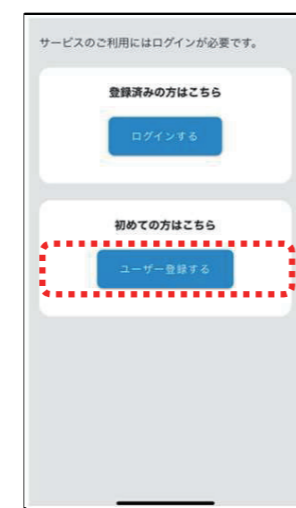 サービスのご利用にはログインが必要です。
登録済みの方はこちら
ログインする
初めての方はこちら
ユーザー登録する